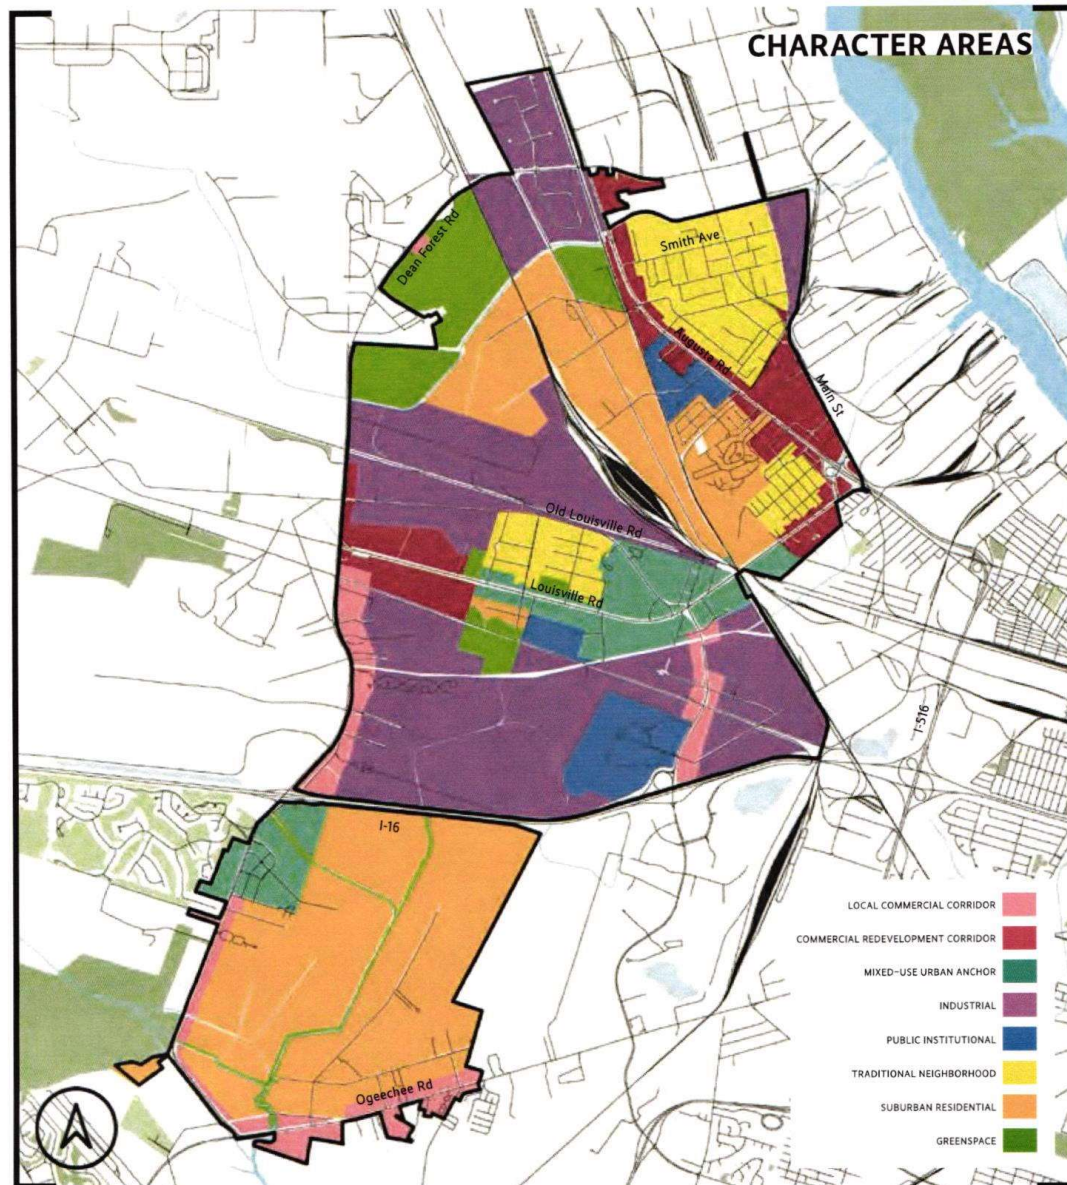 CHARACTER AREAS
Dean Forest Rd
Smith Ave
Augusta Rd
Main St
Old Louisville Rd
Louisville Rd
I-516
I-16
Ogeechee Rd
LOCAL COMMERCIAL CORRIDOR
COMMERCIAL REDEVELOPMENT CORRIDOR
MIXED-USE URBAN ANCHOR
INDUSTRIAL
PUBLIC INSTITUTIONAL
TRADITIONAL NEIGHBORHOOD
SUBURBAN RESIDENTIAL
GREENSPACE